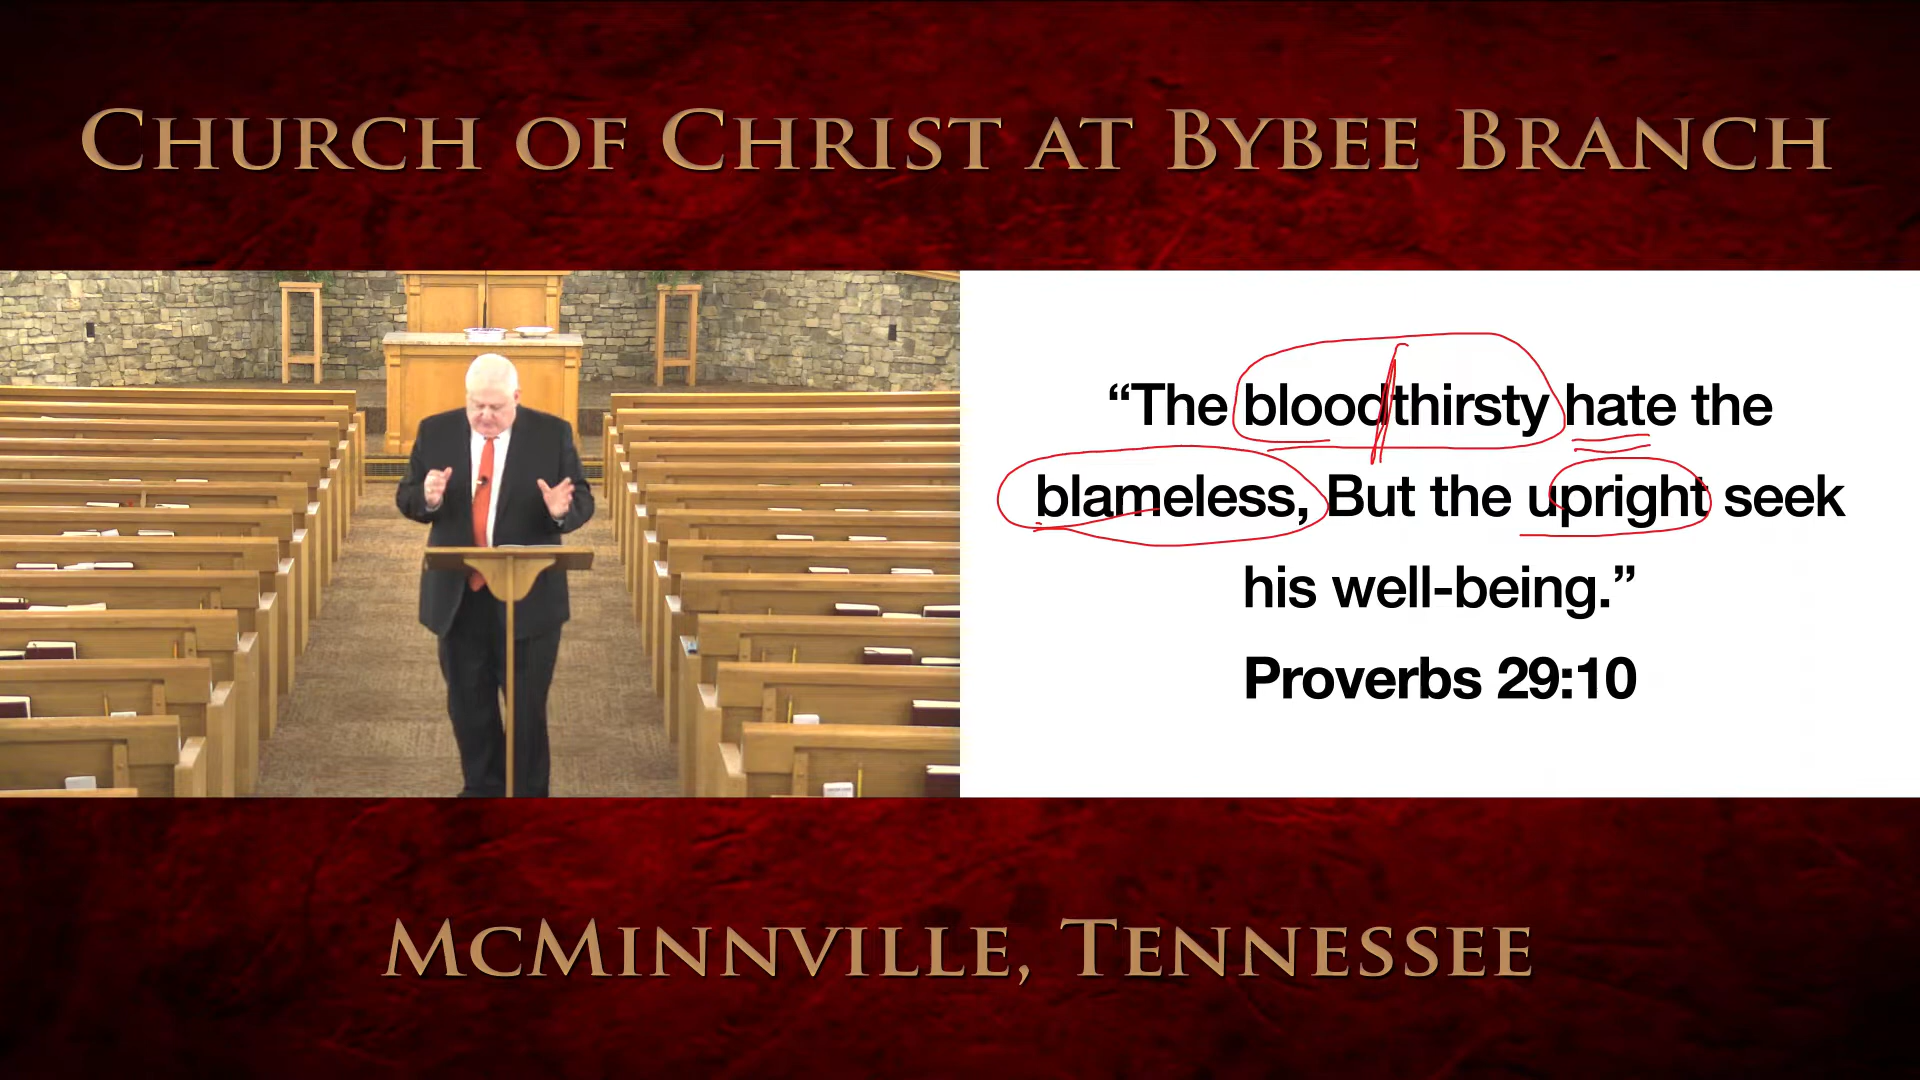 Church of Christ at Bybee Branch
“The bloodthirsty hate the
blameless, But the upright seek
his well-being.”
Proverbs 29:10
McMinnville, Tennessee